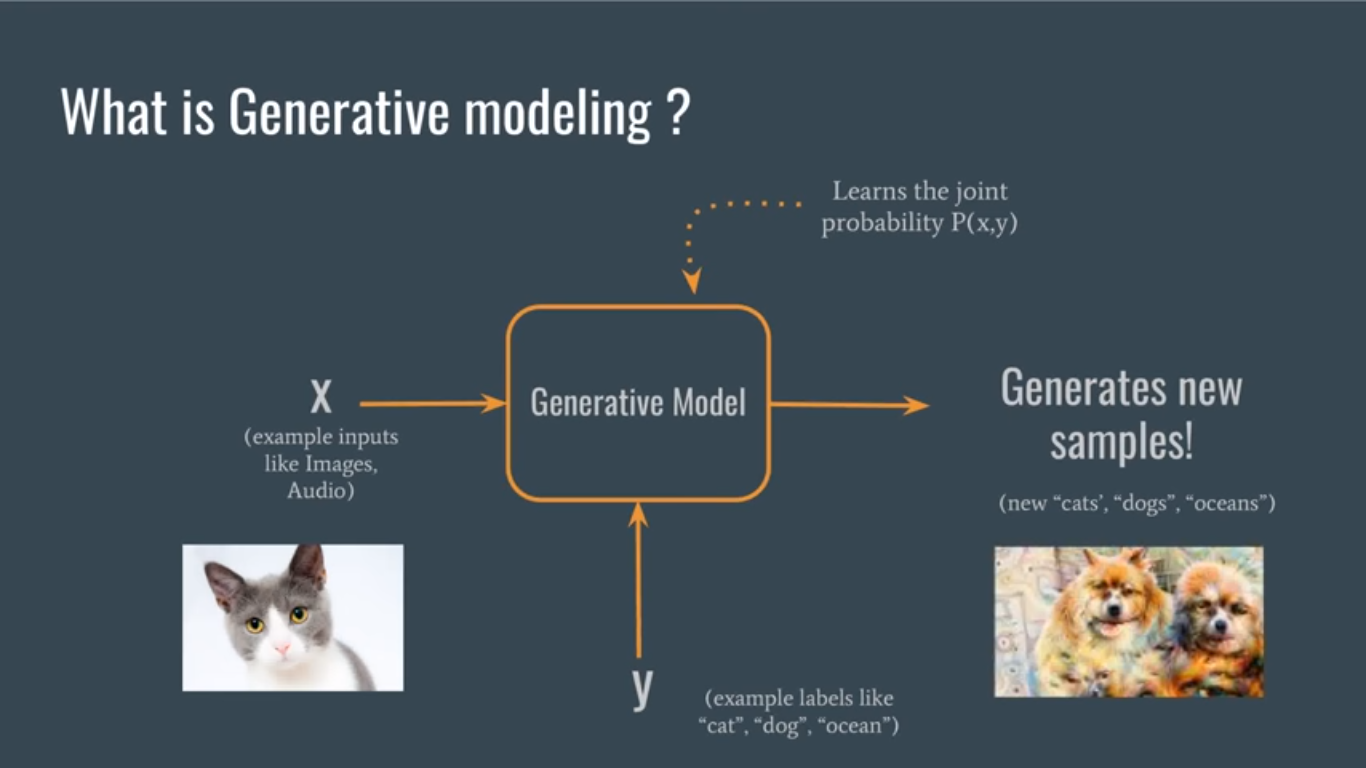 What is Generative modeling ?
Learns the joint
probability P(x,y)
x
(example inputs
like Images,
Audio)
Generative Model
Generates new
samples!
(new “cats’, “dogs”, “oceans”)
y
(example labels like
“cat”, “dog”, “ocean”)